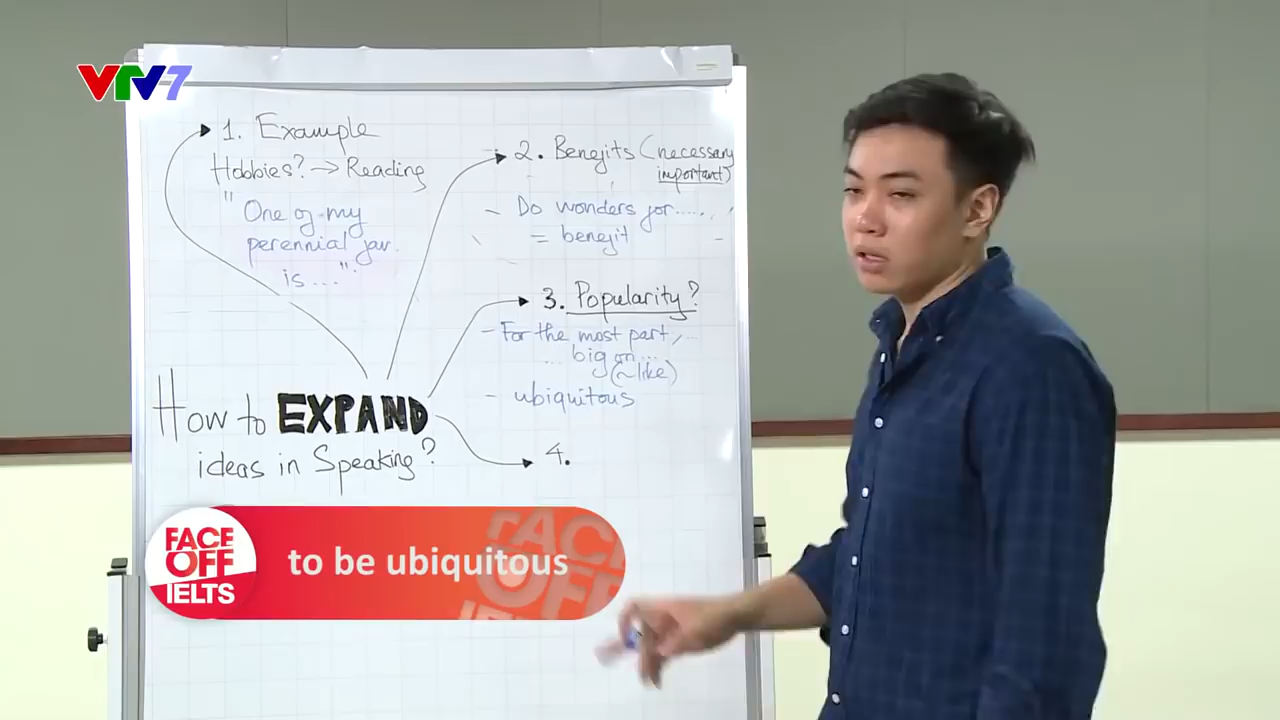 VTV7
1. Example
Hobbies? → Reading
"One of my
perennial fav.
is ...".
2. Benefits (necessary
important)
- Do wonders for......
= benefit
3. Popularity?
- For the most part, ...
... big on ...
(~like)
- ubiquitous
How to EXPAND
ideas in Speaking?
4.
FACE
OFF
IELTS
to be ubiquitous